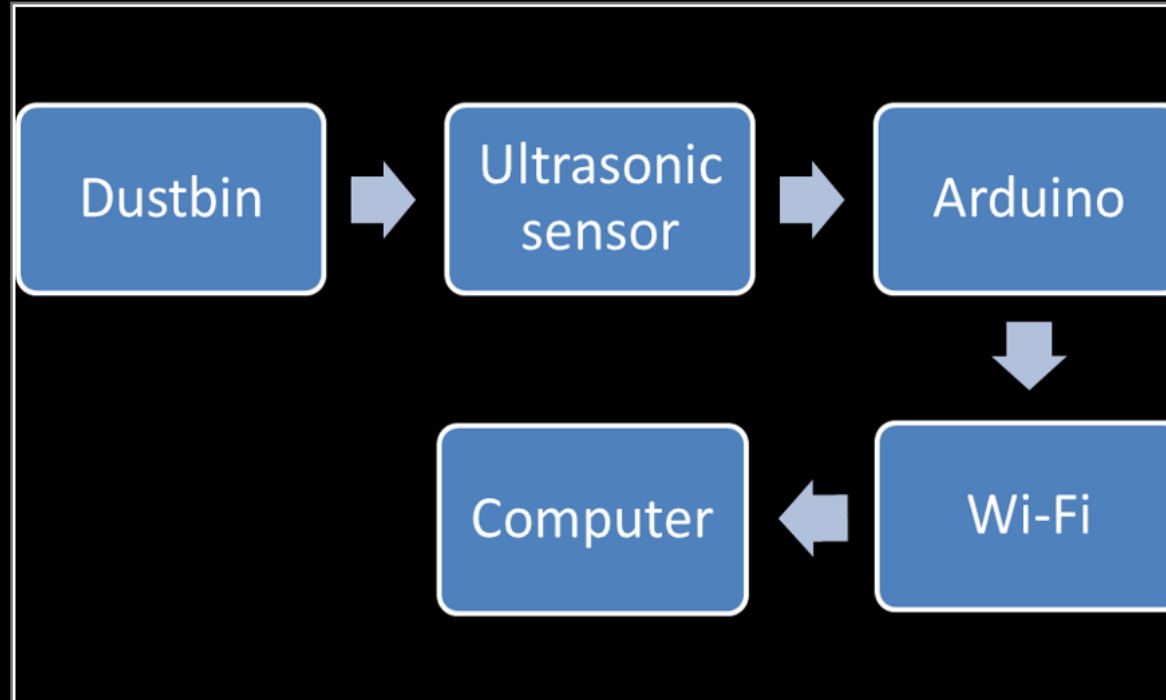 Dustbin
Ultrasonic
sensor
Arduino
Wi-Fi
Computer